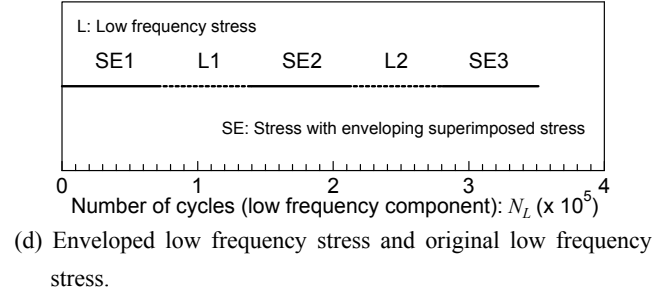 L: Low frequency stress
SE1 L1 SE2 L2 SE3
SE: Stress with enveloping superimposed stress
0 1 2 3 4
Number of cycles (low frequency component): N_L (x 10^5)
(d) Enveloped low frequency stress and original low frequency
stress.